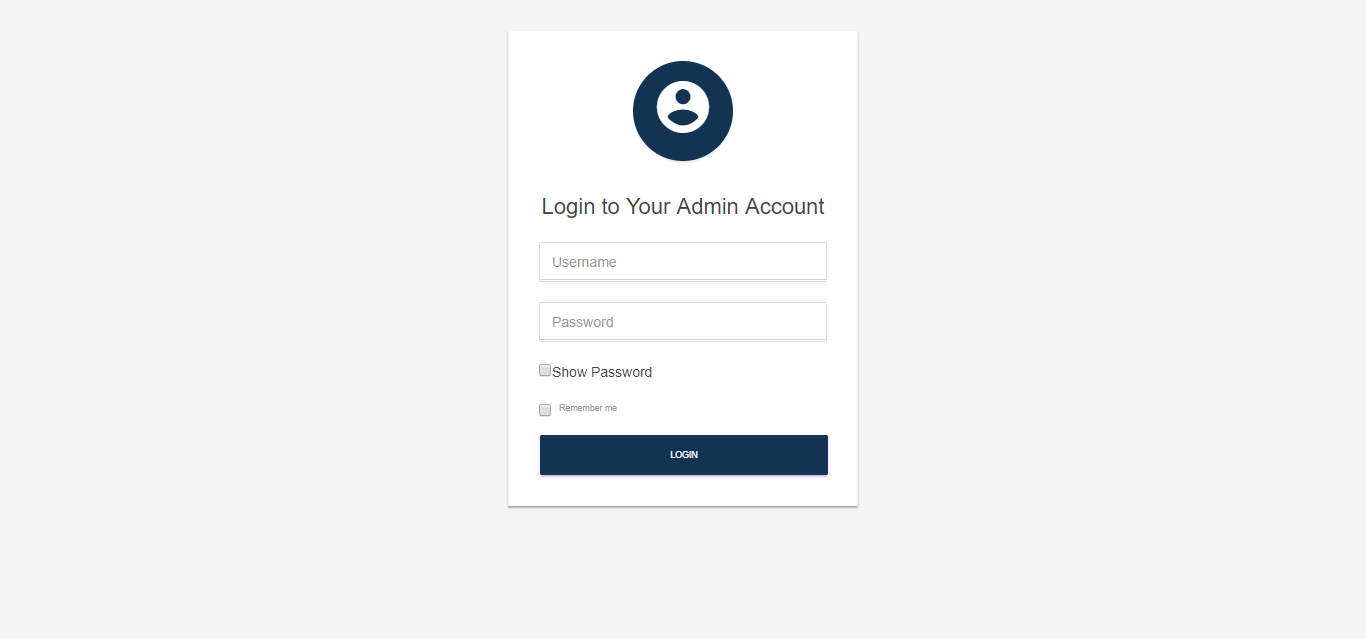 Login to Your Admin Account
Username
Password
Show Password
Remember me
LOGIN